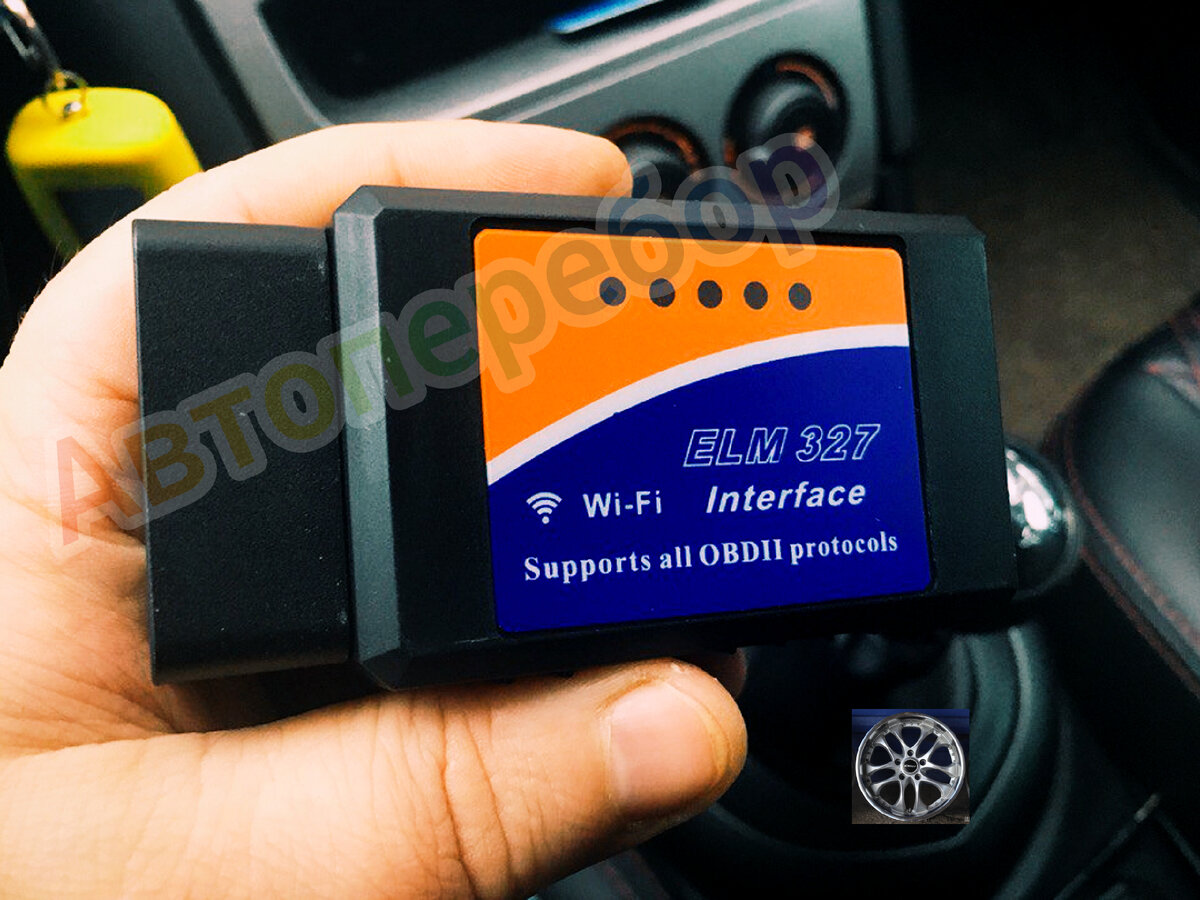 Автоперебор
ELM 327
Wi-Fi Interface
Supports all OBDII protocols